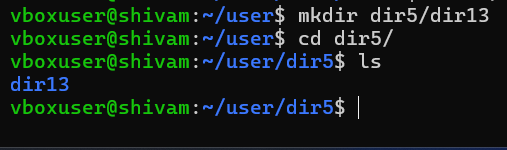 vboxuser@shivam:~/user$ mkdir dir5/dir13
vboxuser@shivam:~/user$ cd dir5/
vboxuser@shivam:~/user/dir5$ ls
dir13
vboxuser@shivam:~/user/dir5$